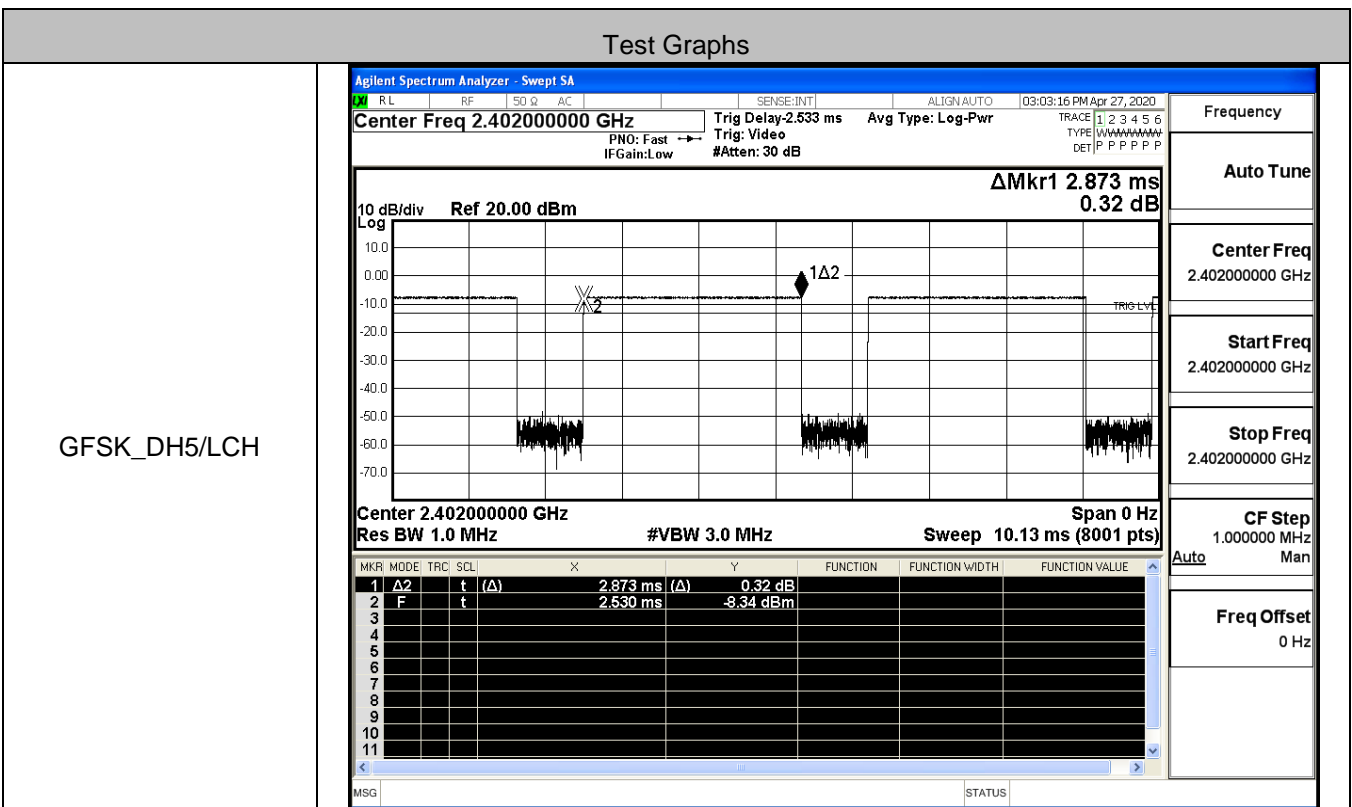 Test Graphs
GFSK_DH5/LCH
Agilent Spectrum Analyzer - Swept SA
LXI RL RF 50 Ω AC SENSE:INT ALIGN AUTO 03:03:16 PM Apr 27, 2020
Center Freq 2.402000000 GHz
PNO: Fast
IFGain:Low
Trig Delay-2.533 ms
Trig: Video
#Atten: 30 dB
Avg Type: Log-Pwr
TRACE 1 2 3 4 5 6
TYPE WWWWWW
DET P P P P P P
ΔMkr1 2.873 ms
0.32 dB
10 dB/div Ref 20.00 dBm
Log
10.0
0.00
-10.0
-20.0
-30.0
-40.0
-50.0
-60.0
-70.0
1Δ2
2
TRIG LVL
Center 2.402000000 GHz Span 0 Hz
Res BW 1.0 MHz #VBW 3.0 MHz Sweep 10.13 ms (8001 pts)
MKR MODE TRC SCL X Y FUNCTION FUNCTION WIDTH FUNCTION VALUE
1 Δ2 t (Δ) 2.873 ms (Δ) 0.32 dB
2 F t 2.530 ms -8.34 dBm
3
4
5
6
7
8
9
10
11
MSG STATUS
Frequency
Auto Tune
Center Freq
2.402000000 GHz
Start Freq
2.402000000 GHz
Stop Freq
2.402000000 GHz
CF Step
1.000000 MHz
Auto Man
Freq Offset
0 Hz